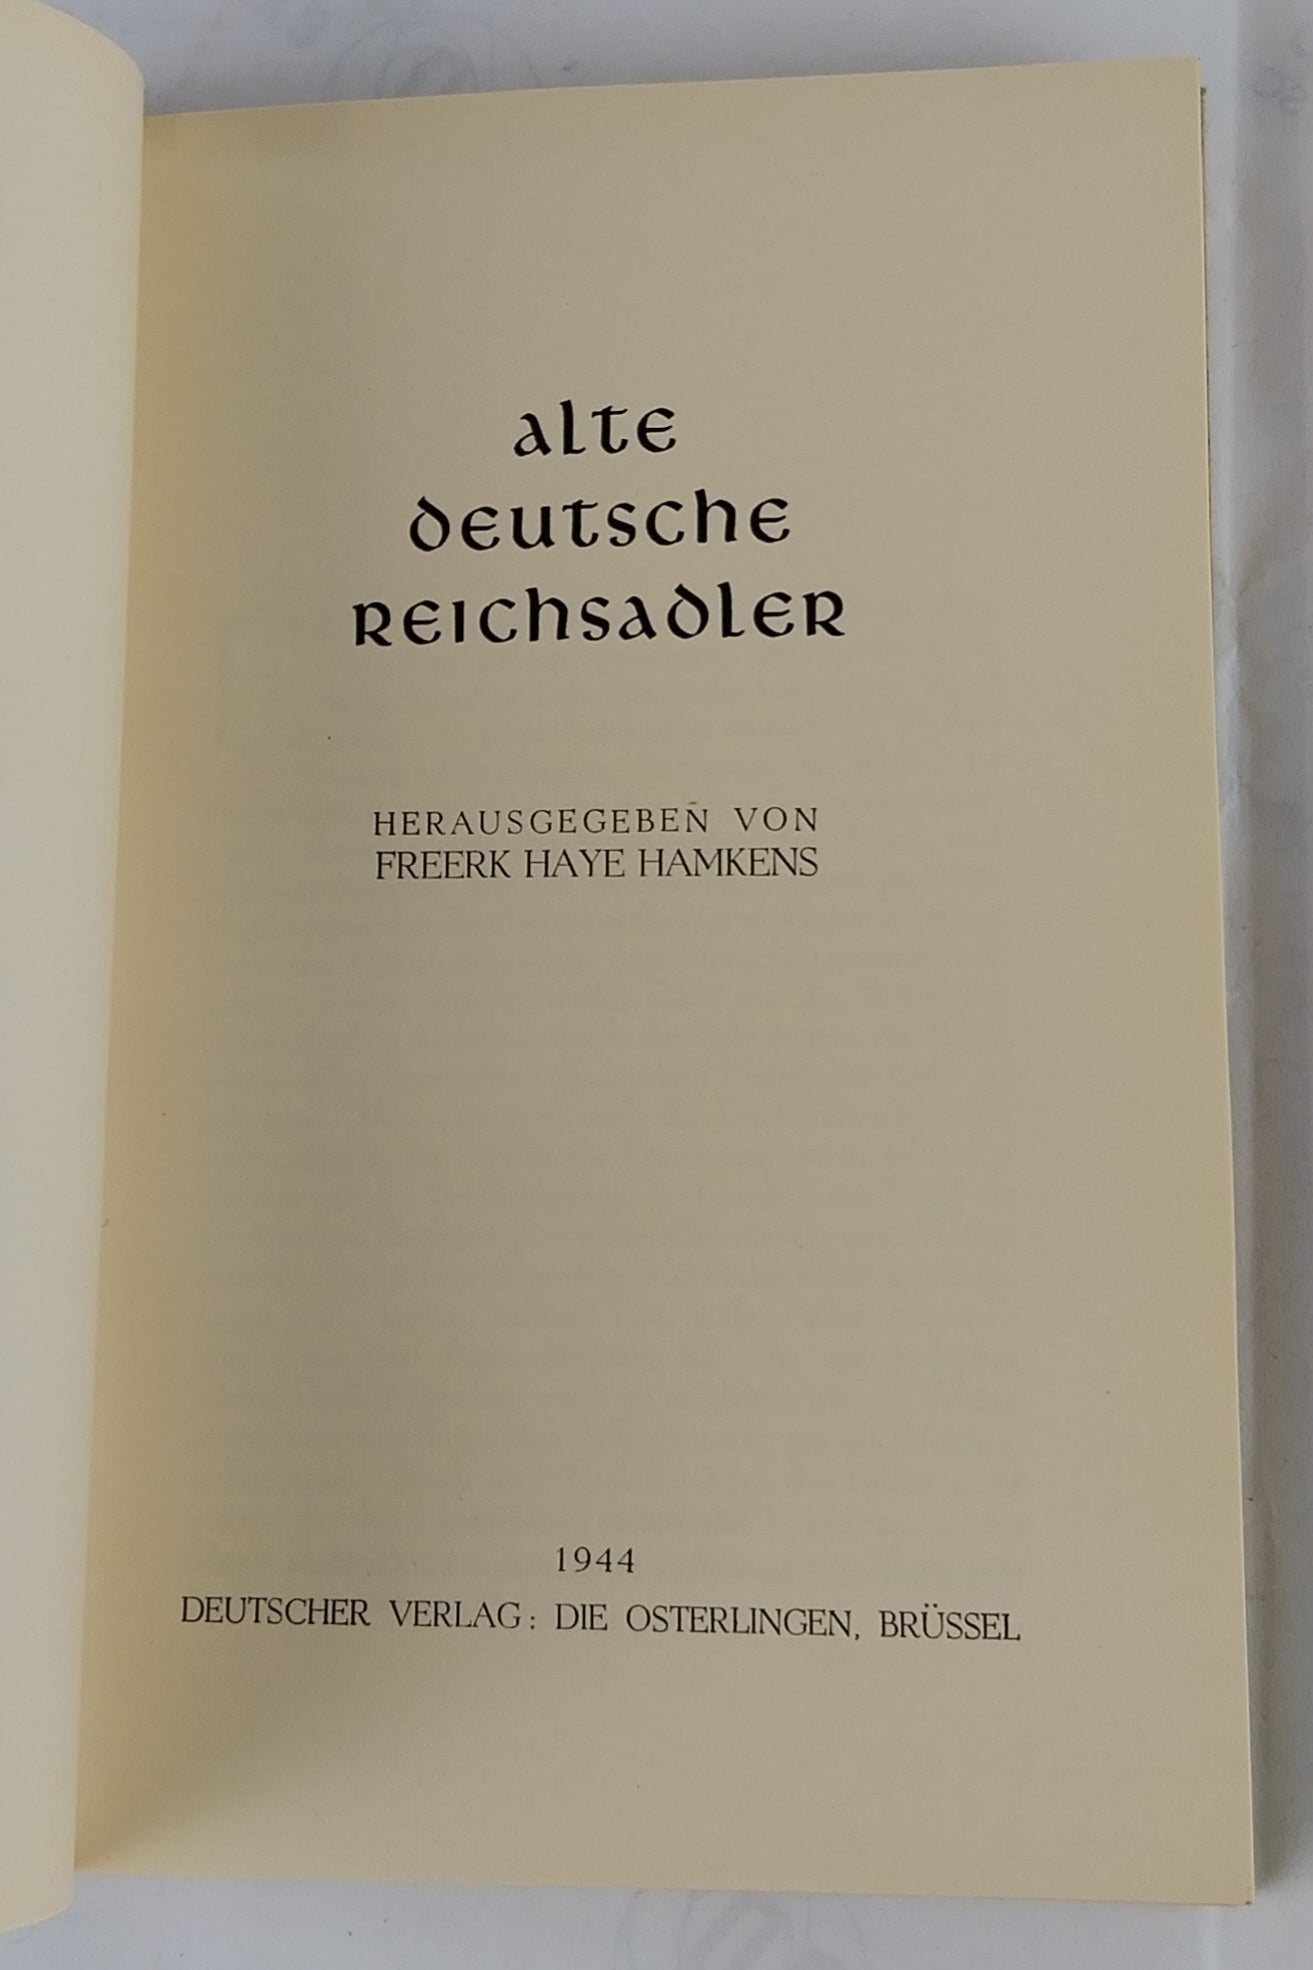 alte
deutsche
reichsadler
HERAUSGEGEBEN VON
FREERK HAYE HAMKENS
1944
DEUTSCHER VERLAG: DIE OSTERLINGEN, BRÜSSEL